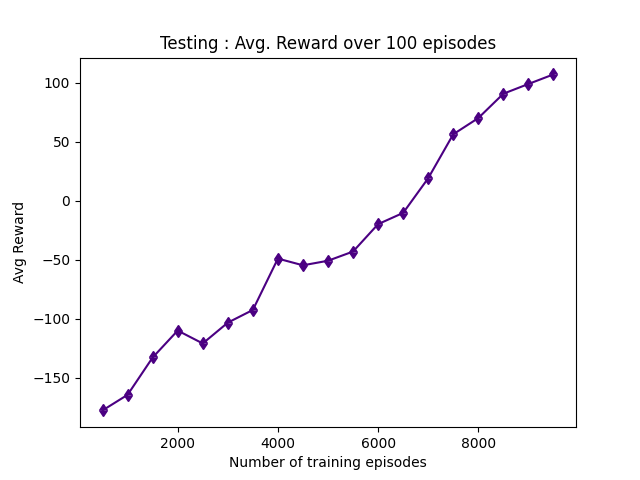 Testing : Avg. Reward over 100 episodes
100
50
0
−50
−100
−150
Avg Reward
2000 4000 6000 8000
Number of training episodes